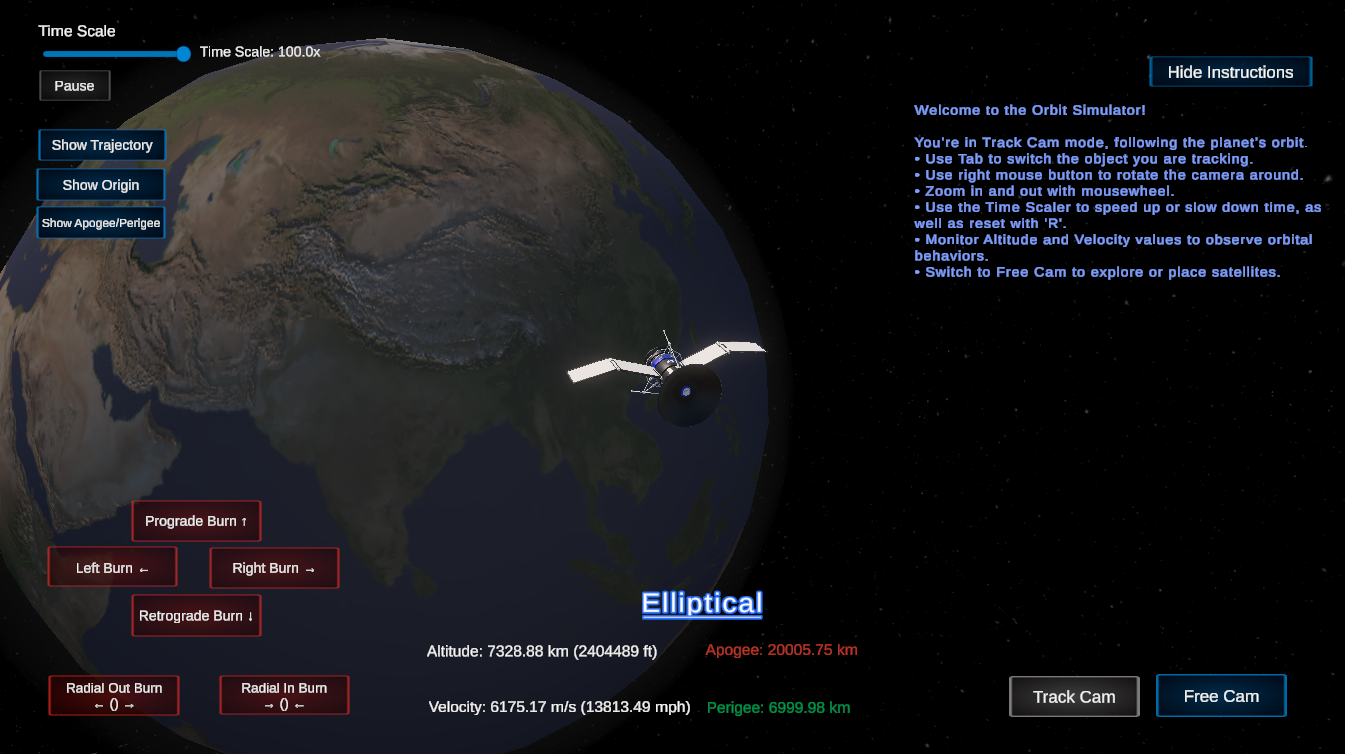 Time Scale
Time Scale: 100.0x
Pause
Show Trajectory
Show Origin
Show Apogee/Perigee
Hide Instructions
Welcome to the Orbit Simulator!
You're in Track Cam mode, following the planet's orbit.
• Use Tab to switch the object you are tracking.
• Use right mouse button to rotate the camera around.
• Zoom in and out with mousewheel.
• Use the Time Scaler to speed up or slow down time, as
well as reset with 'R'.
• Monitor Altitude and Velocity values to observe orbital
behaviors.
• Switch to Free Cam to explore or place satellites.
Prograde Burn ↑
Left Burn ←
Right Burn →
Retrograde Burn ↓
Radial Out Burn
← () →
Radial In Burn
→ () ←
Elliptical
Altitude: 7328.88 km (2404489 ft)
Apogee: 20005.75 km
Velocity: 6175.17 m/s (13813.49 mph)
Perigee: 6999.98 km
Track Cam
Free Cam